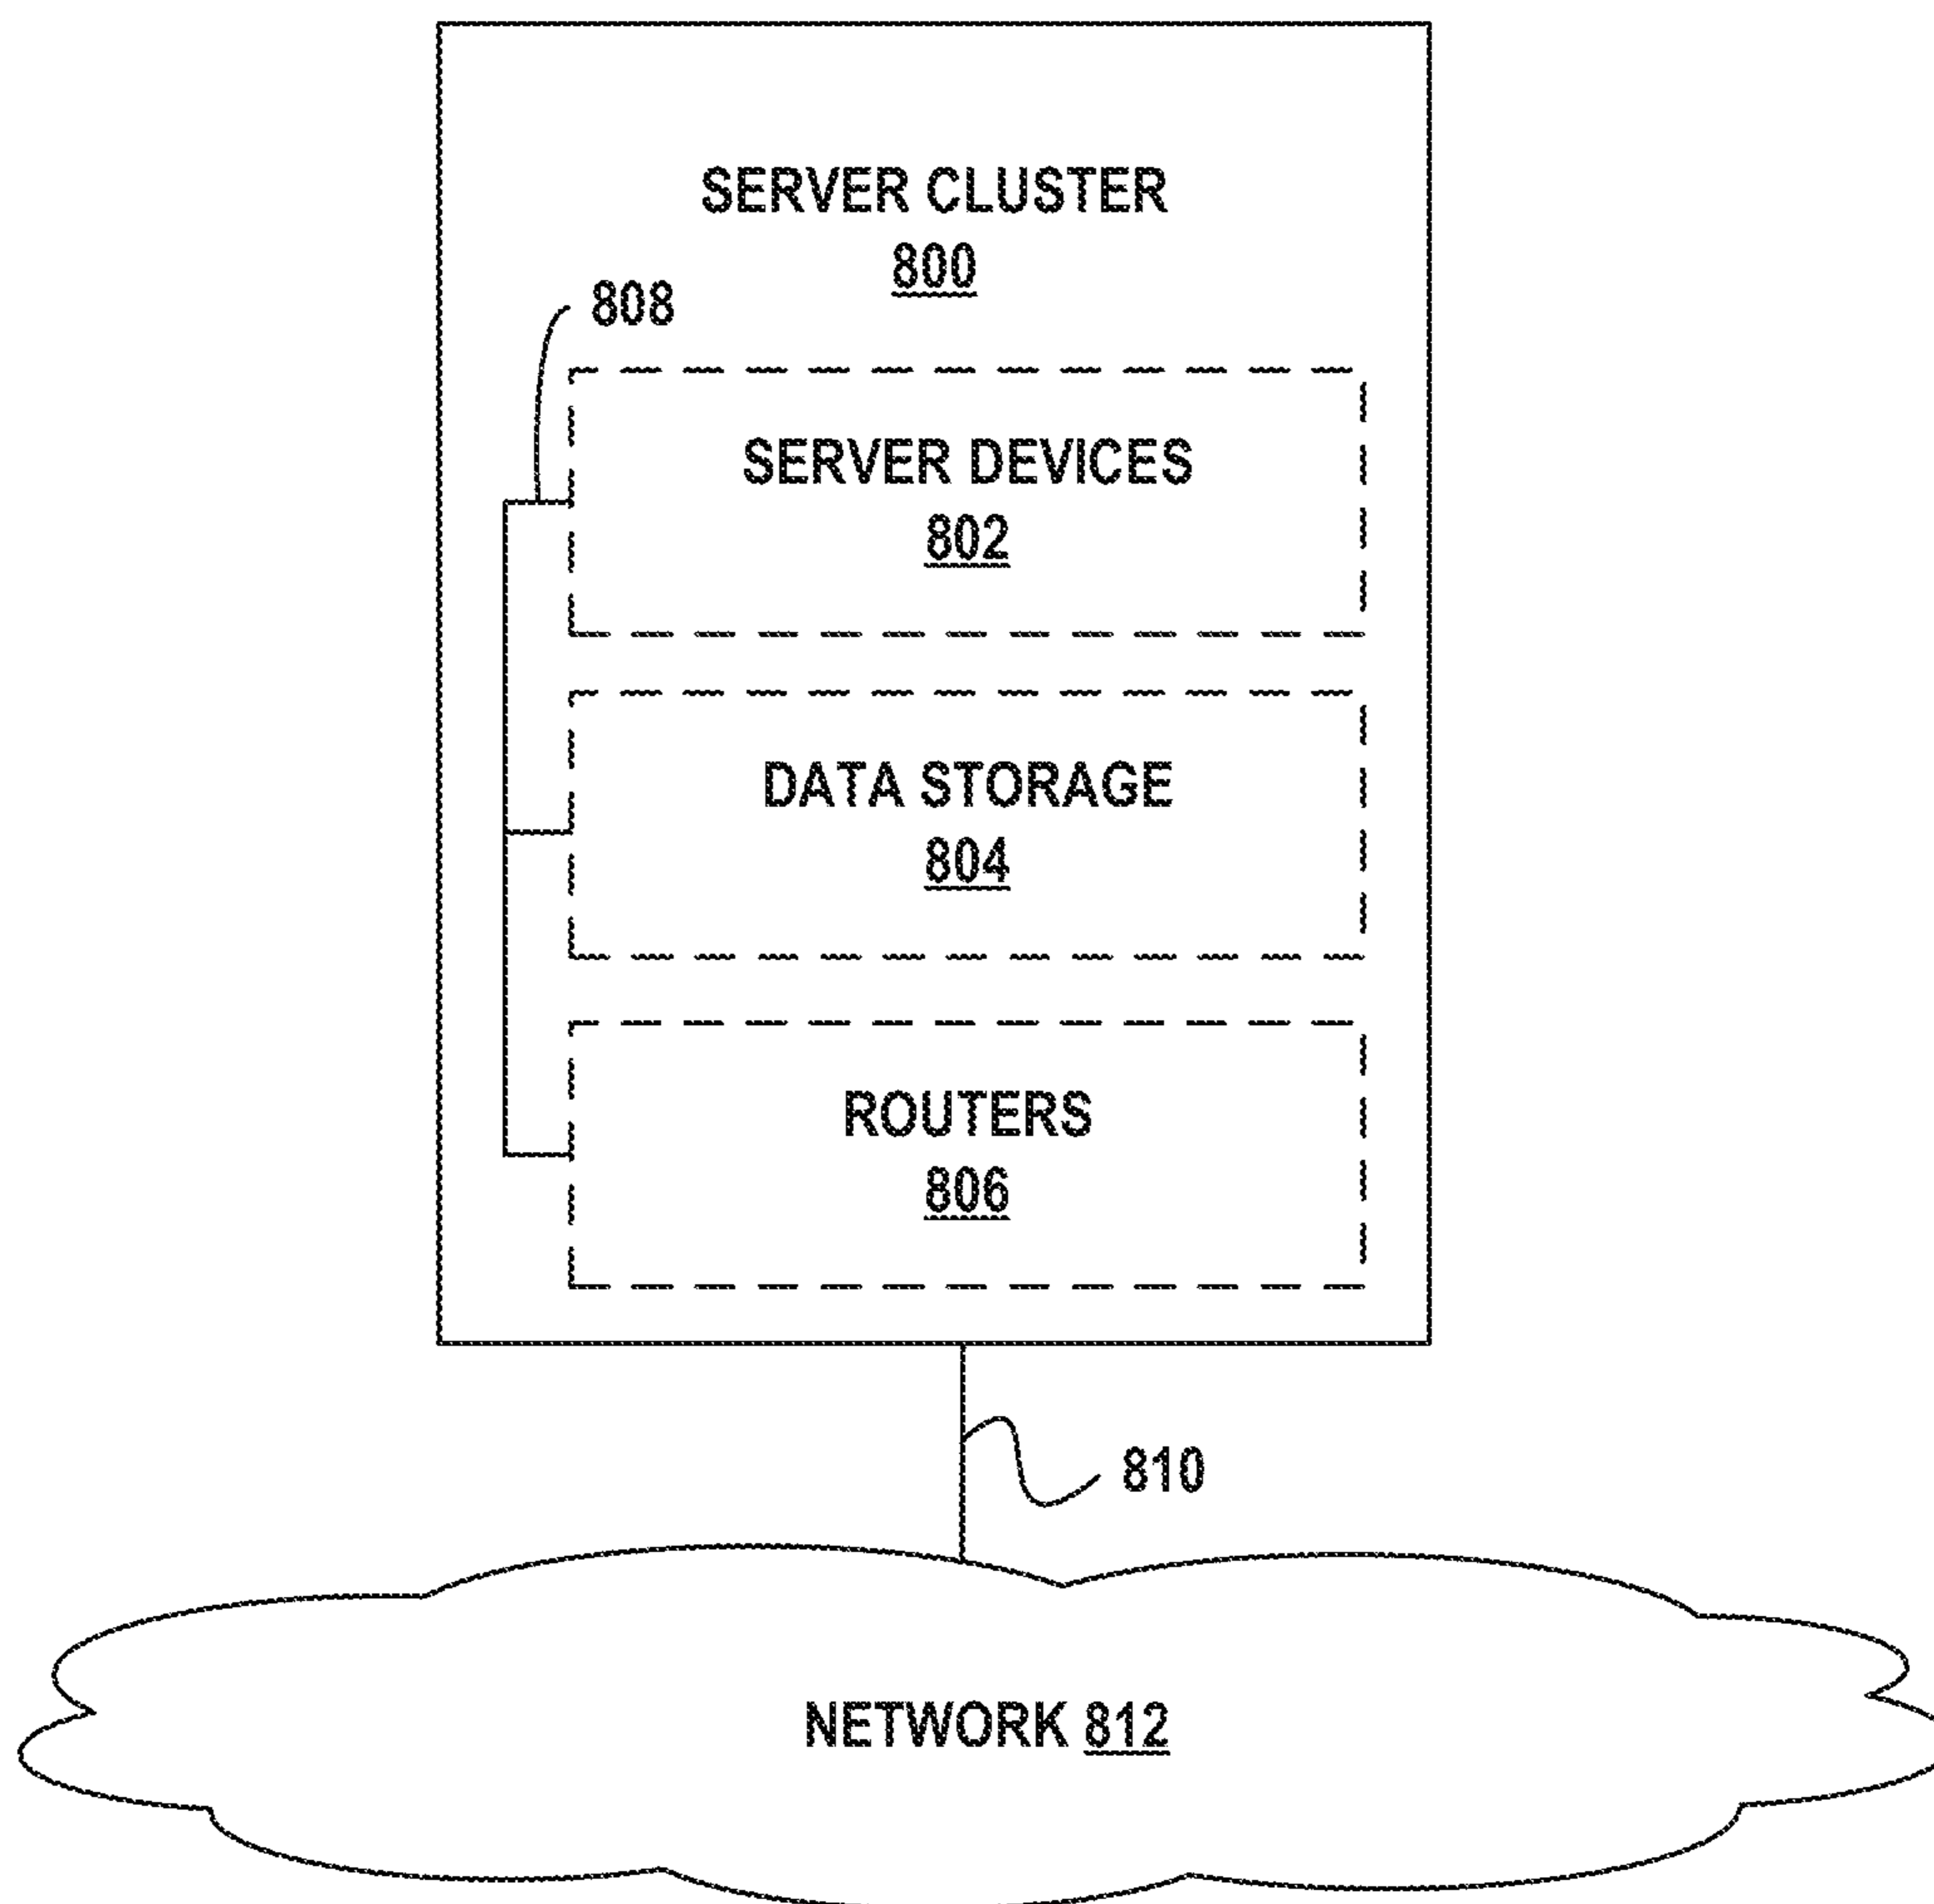 SERVER CLUSTER
800
808
SERVER DEVICES
802
DATA STORAGE
804
ROUTERS
806
810
NETWORK 812